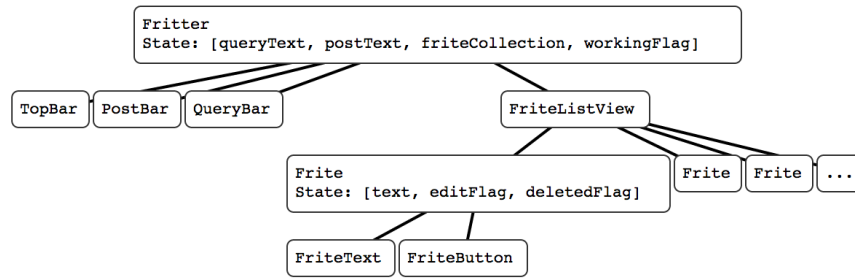 Fritter
State: [queryText, postText, friteCollection, workingFlag]
TopBar
PostBar
QueryBar
FriteListView
Frite
State: [text, editFlag, deletedFlag]
Frite
Frite
...
FriteText
FriteButton